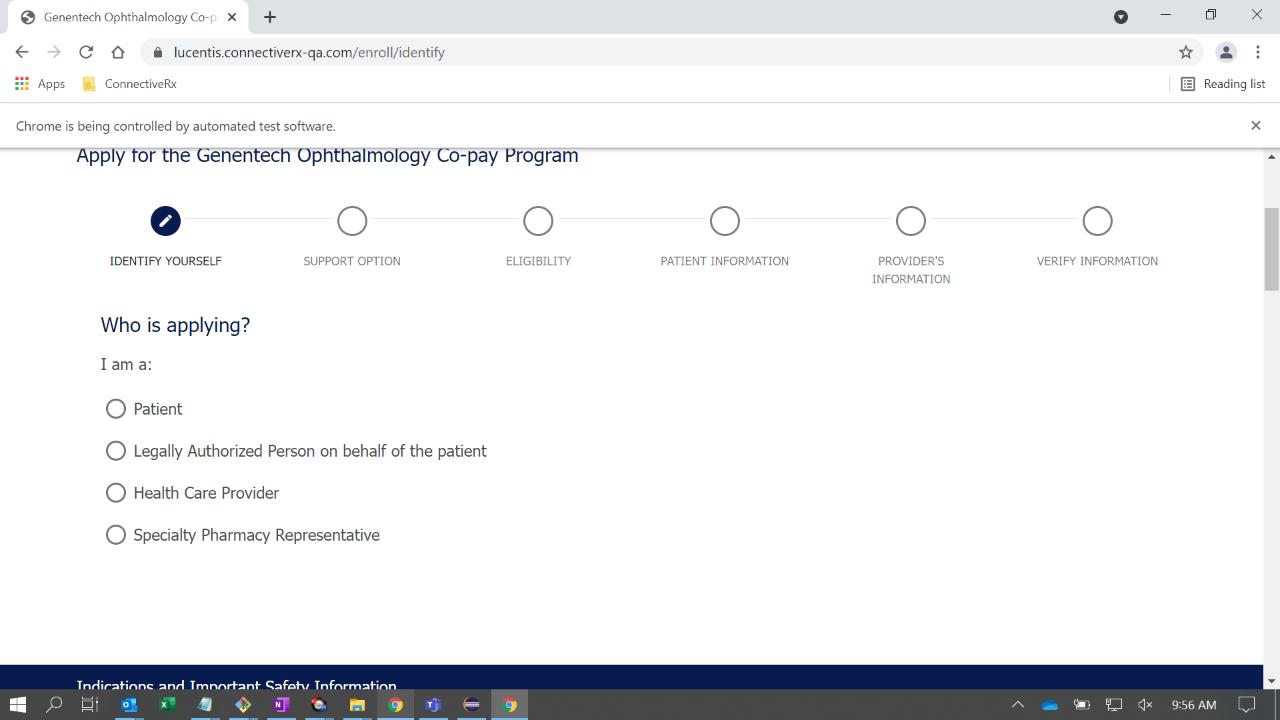 Genentech Ophthalmology Co-p
lucentis.connectiverx-qa.com/enroll/identify
Apps
ConnectiveRx
Reading list
Chrome is being controlled by automated test software.
Apply for the Genentech Ophthalmology Co-pay Program
IDENTIFY YOURSELF
SUPPORT OPTION
ELIGIBILITY
PATIENT INFORMATION
PROVIDER'S
INFORMATION
VERIFY INFORMATION
Who is applying?
I am a:
Patient
Legally Authorized Person on behalf of the patient
Health Care Provider
Specialty Pharmacy Representative
Indications and Important Safety Information
9:56 AM